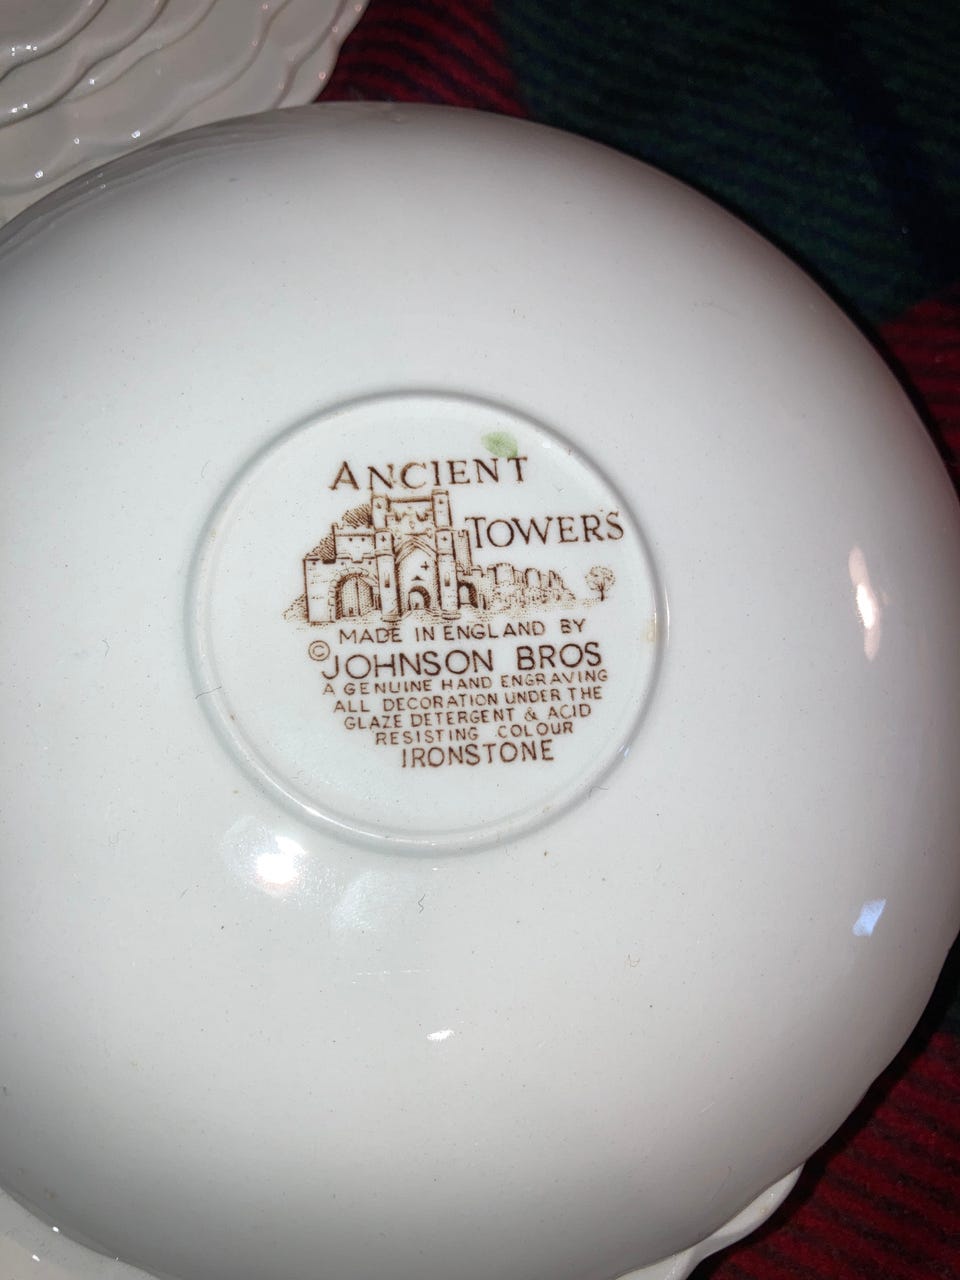 ANCIENT
TOWERS
MADE IN ENGLAND BY
©JOHNSON BROS
A GENUINE HAND ENGRAVING
ALL DECORATION UNDER THE
GLAZE DETERGENT & ACID
RESISTING COLOUR
IRONSTONE